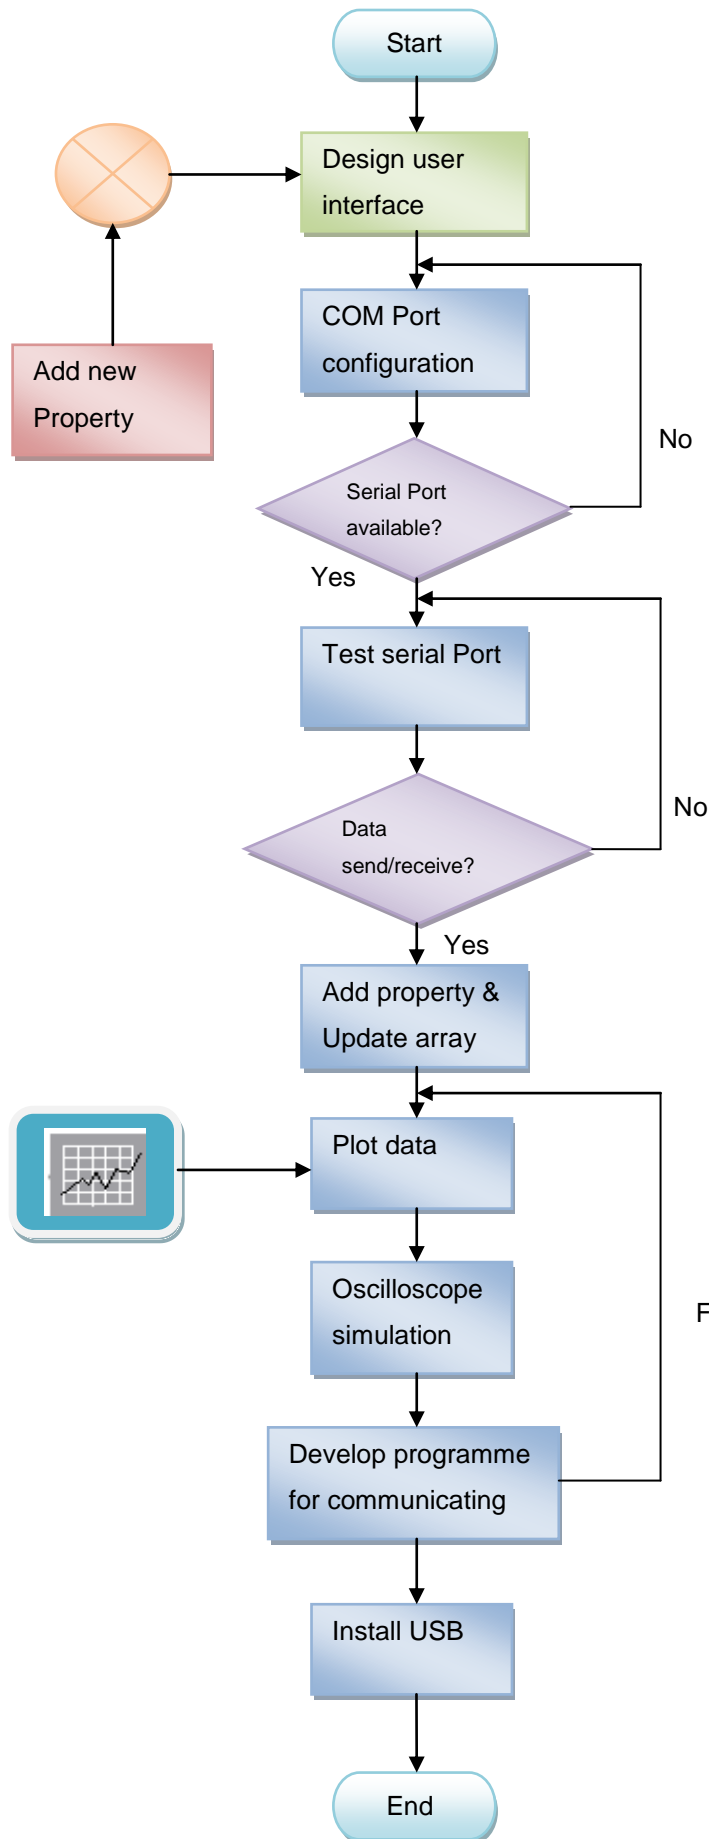 Start
Design user
interface
Add new
Property
COM Port
configuration
No
Serial Port
available?
Yes
Test serial Port
No
Data
send/receive?
Yes
Add property &
Update array
Plot data
Oscilloscope
simulation
F
Develop programme
for communicating
Install USB
End